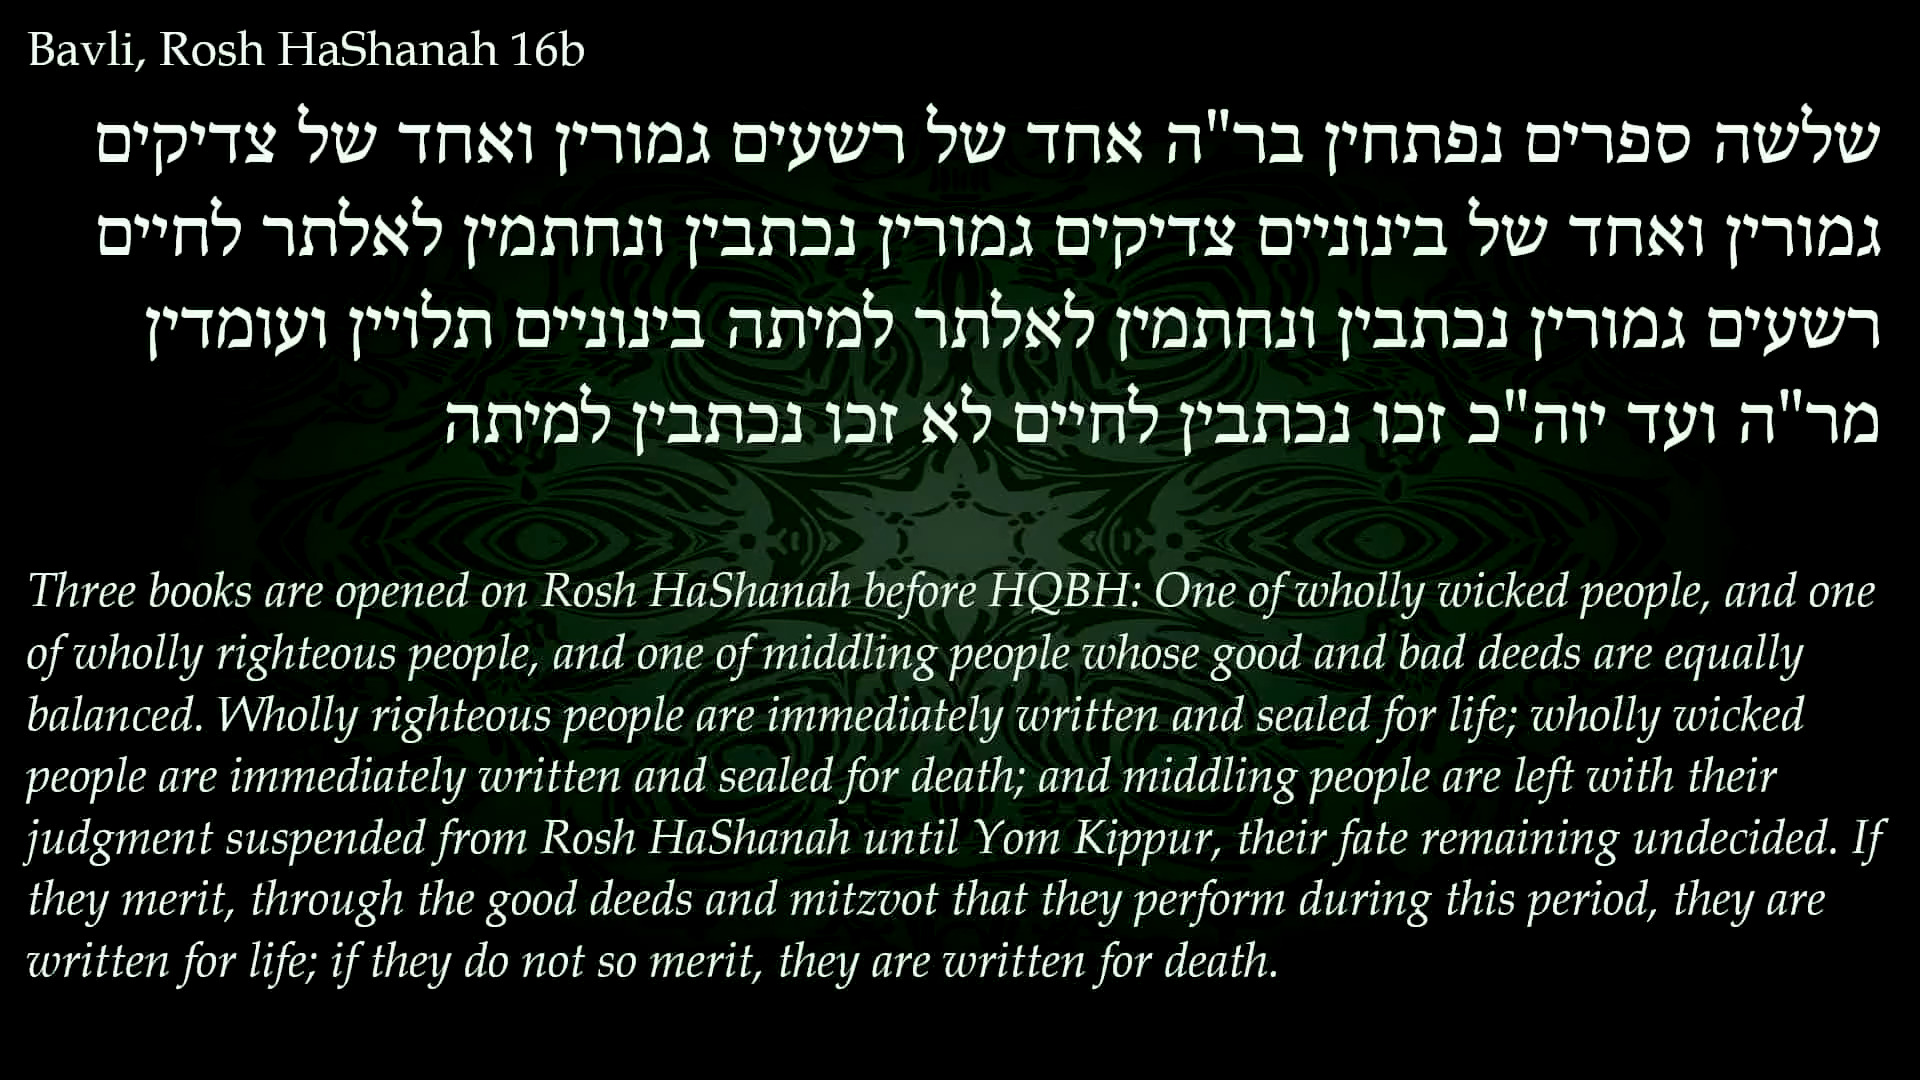 Bavli, Rosh HaShanah 16b
שלשה ספרים נפתחין בר"ה אחד של רשעים גמורין ואחד של צדיקים
גמורין ואחד של בינוניים צדיקים גמורין נכתבין ונחתמין לאלתר לחיים
רשעים גמורין נכתבין ונחתמין לאלתר למיתה בינוניים תלויין ועומדין
מר"ה ועד יוה"כ זכו נכתבין לחיים לא זכו נכתבין למיתה
Three books are opened on Rosh HaShanah before HQBH: One of wholly wicked people, and one
of wholly righteous people, and one of middling people whose good and bad deeds are equally
balanced. Wholly righteous people are immediately written and sealed for life; wholly wicked
people are immediately written and sealed for death; and middling people are left with their
judgment suspended from Rosh HaShanah until Yom Kippur, their fate remaining undecided. If
they merit, through the good deeds and mitzvot that they perform during this period, they are
written for life; if they do not so merit, they are written for death.